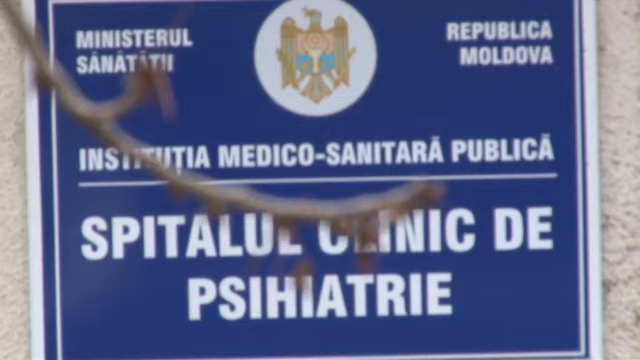 MINISTERUL
SĂNĂTĂȚII
REPUBLICA
MOLDOVA
INSTITUȚIA MEDICO-SANITARĂ PUBLICĂ
SPITALUL CLINIC DE
PSIHIATRIE